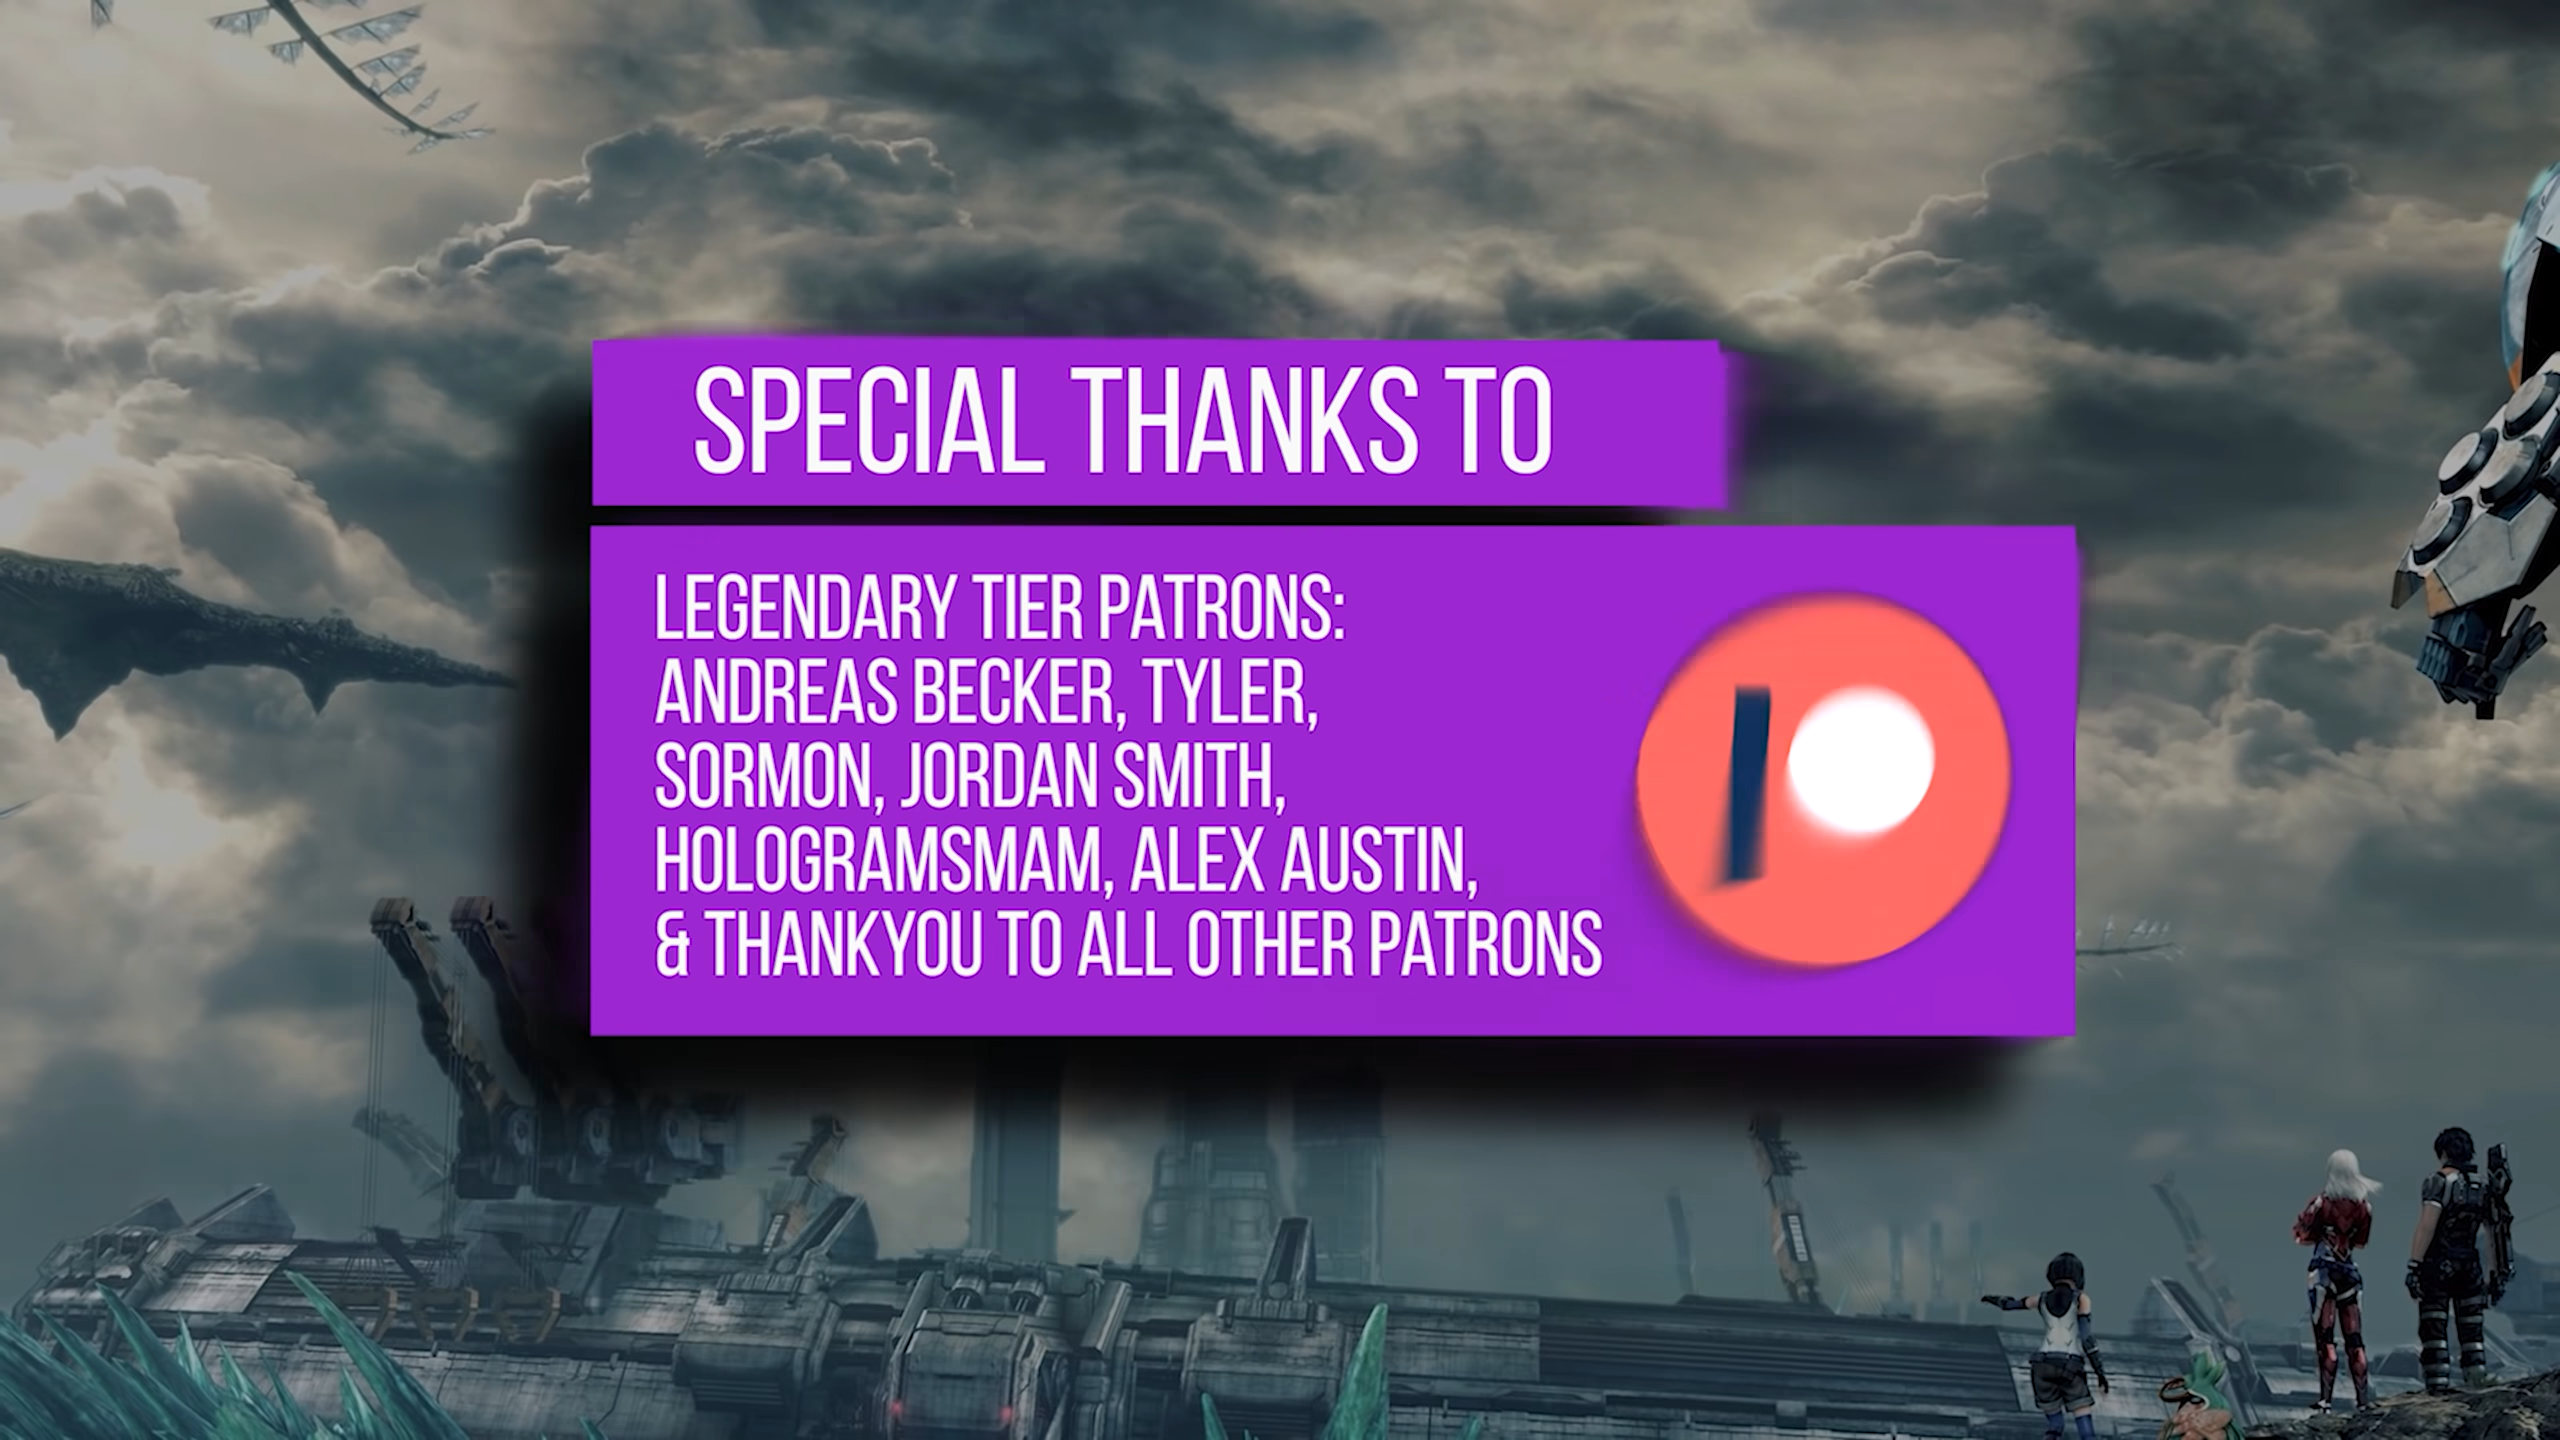 SPECIAL THANKS TO
LEGENDARY TIER PATRONS:
ANDREAS BECKER, TYLER,
SORMON, JORDAN SMITH,
HOLOGRAMSMAM, ALEX AUSTIN,
& THANKYOU TO ALL OTHER PATRONS